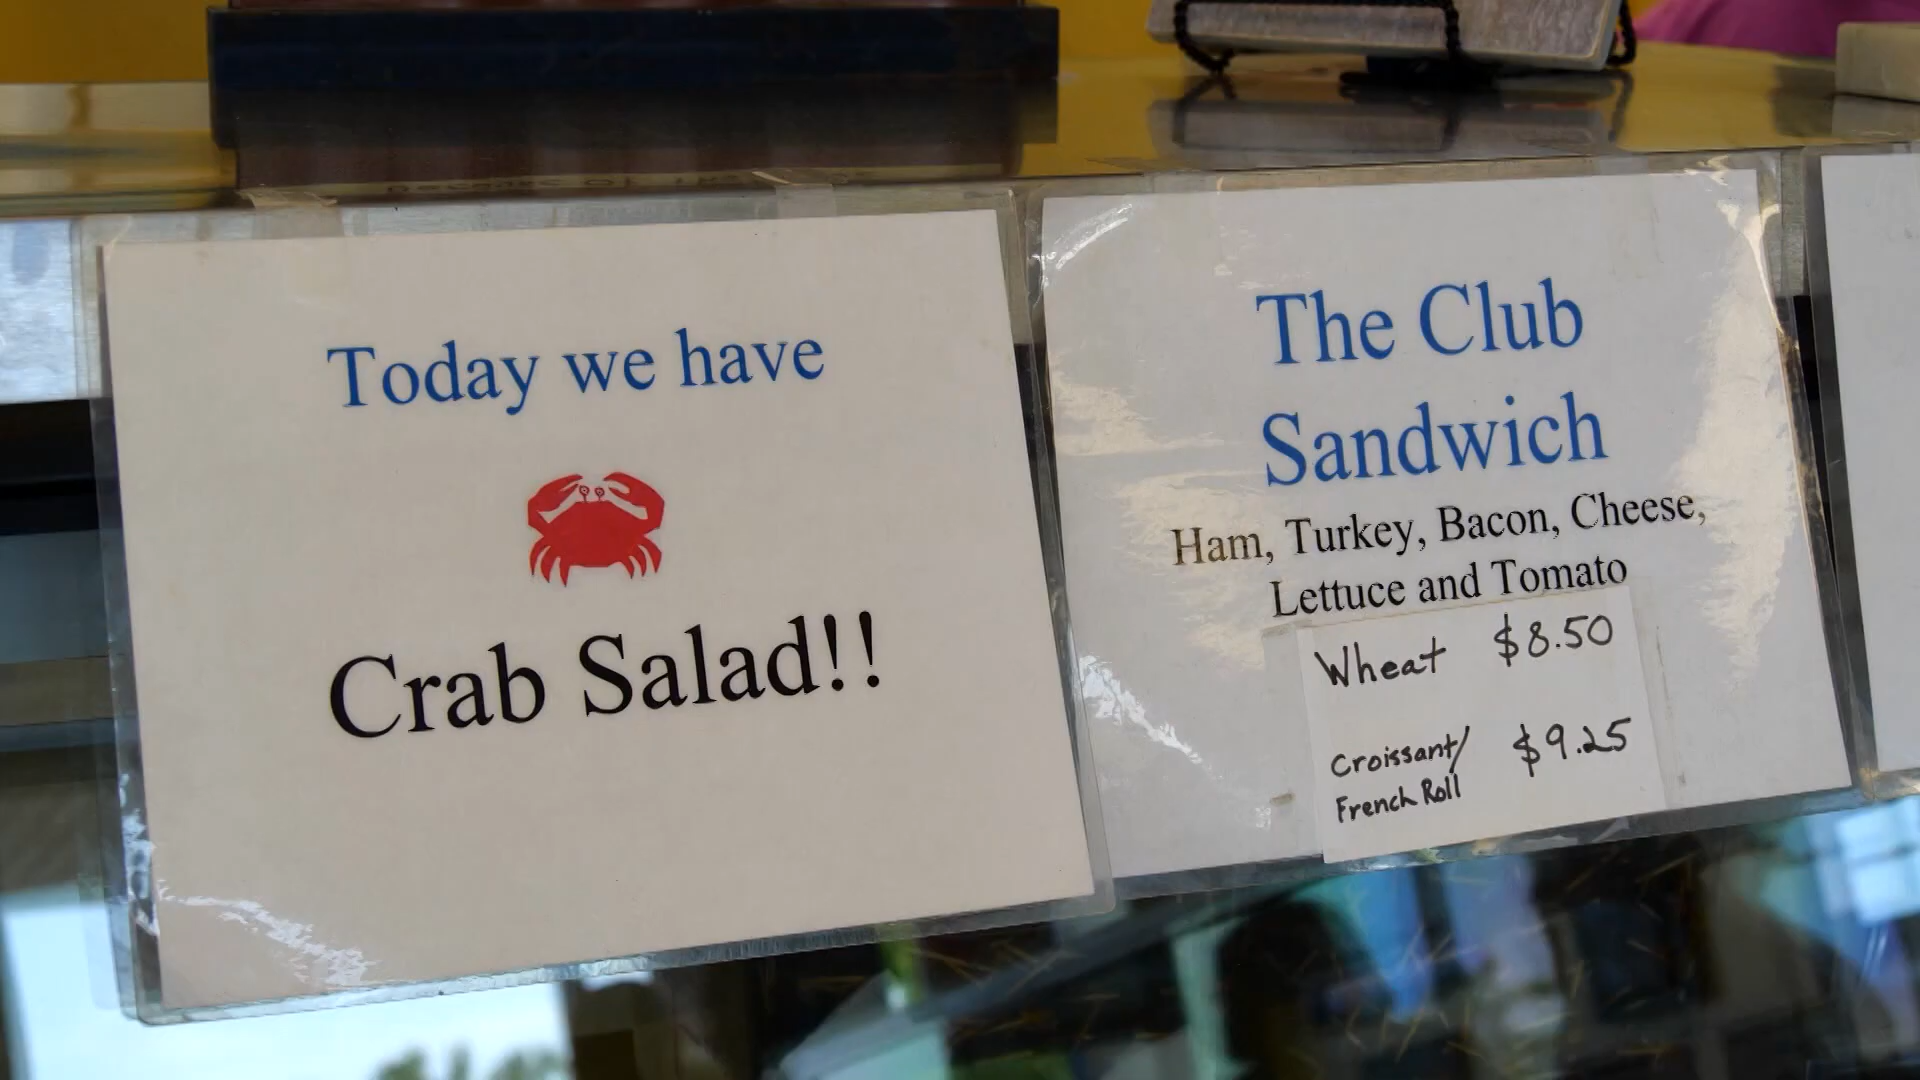 Today we have
Crab Salad!!
The Club
Sandwich
Ham, Turkey, Bacon, Cheese,
Lettuce and Tomato
Wheat $8.50
Croissant/ $9.25
French Roll